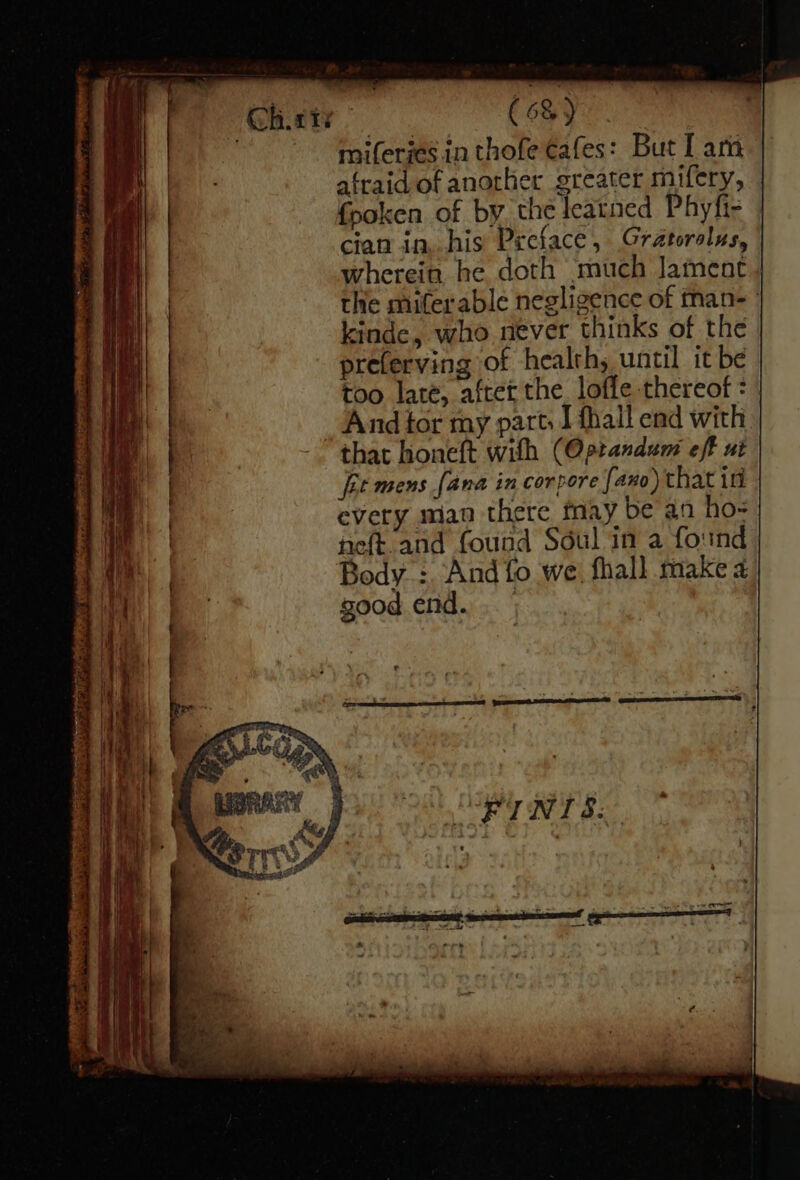 (68)
miſeries in thoſe caſes: But I am
afraid of another greater miſery,
ſpoken of by the learned Phyſi-
cian in his Preface, Gratorolus,
wherein he doth much lament
the miſerable negligence of man-
kinde, who never thinks of the
preſerving of health, until it be
too late, after the loſſe thereof:
And for my part, I ſhall end with
that honeſt wiſh (Optandum eſt ut
ſit mens ſana in corpore ſano) that in
every man there may be an ho-
neſt and ſound Soul in a ſound
Body: And ſo we ſhall make a
good end.
FINIS.
LIBRARY